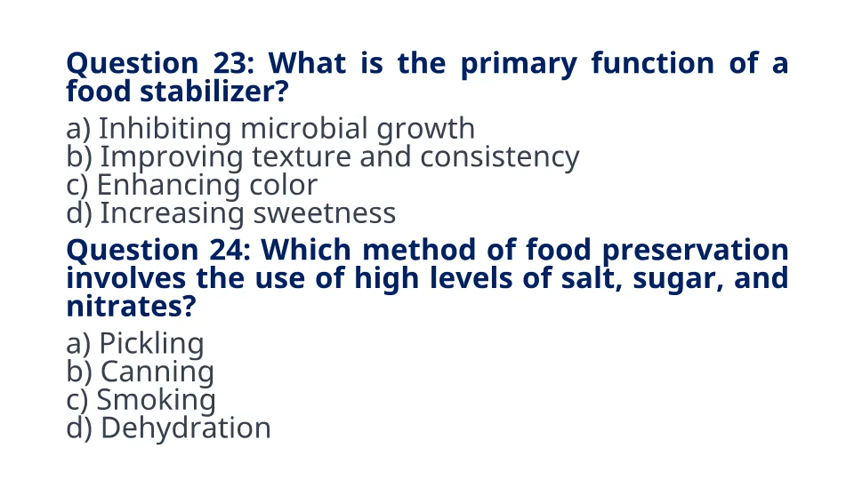 Question 23: What is the primary function of a
food stabilizer?
a) Inhibiting microbial growth
b) Improving texture and consistency
c) Enhancing color
d) Increasing sweetness
Question 24: Which method of food preservation
involves the use of high levels of salt, sugar, and
nitrates?
a) Pickling
b) Canning
c) Smoking
d) Dehydration